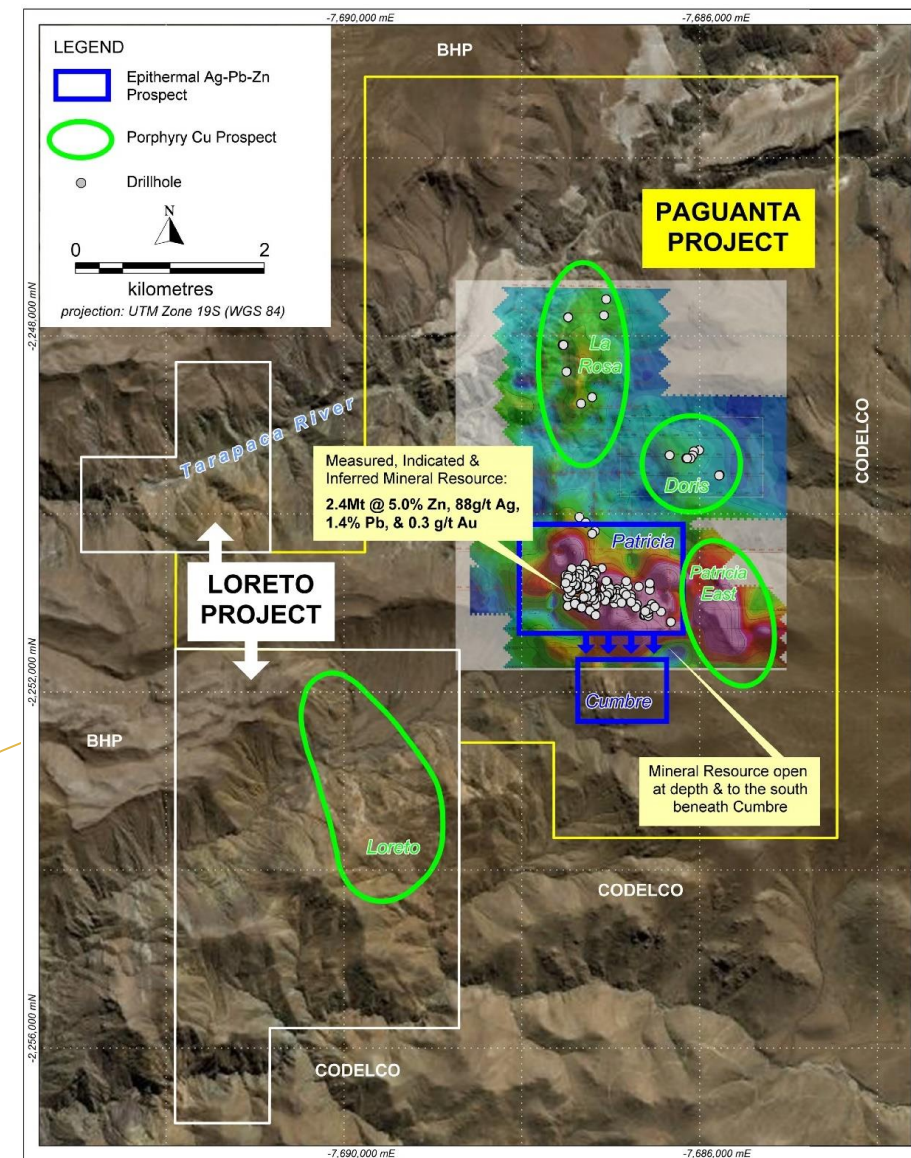 -7,690,000 mE
-7,686,000 mE
LEGEND
Epithermal Ag-Pb-Zn
Prospect
Porphyry Cu Prospect
Drillhole
N
0
2
kilometres
projection: UTM Zone 19S (WGS 84)
BHP
PAGUANTA
PROJECT
-2,248,000 mN
La
Rosa
Tarapaca River
CODELCO
Measured, Indicated &
Inferred Mineral Resource:
2.4Mt @ 5.0% Zn, 88g/t Ag,
1.4% Pb, & 0.3 g/t Au
Doris
Patricia
Patricia
East
LORETO
PROJECT
-2,252,000 mN
Cumbre
BHP
Mineral Resource open
at depth & to the south
beneath Cumbre
Loreto
CODELCO
-2,256,000 mN
CODELCO
-7,690,000 mE
-7,686,000 mE